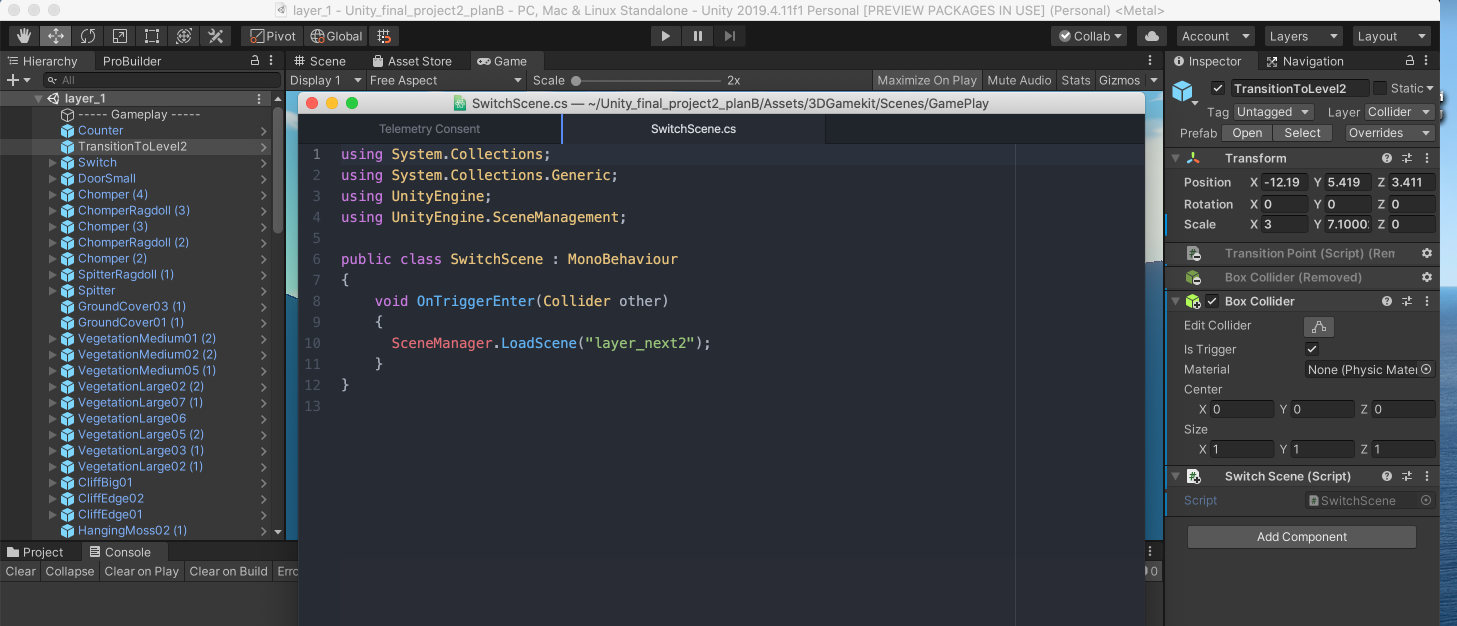 layer_1 - Unity_final_project2_planB - PC, Mac & Linux Standalone - Unity 2019.4.11f1 Personal [PREVIEW PACKAGES IN USE] (Personal) <Metal>
Pivot Global Collab Account Layers Layout
Hierarchy ProBuilder
All
layer_1
----- Gameplay -----
Counter
TransitionToLevel2
Switch
DoorSmall
Chomper (4)
ChomperRagdoll (3)
Chomper (3)
ChomperRagdoll (2)
Chomper (2)
SpitterRagdoll (1)
Spitter
GroundCover03 (1)
GroundCover01 (1)
VegetationMedium01 (2)
VegetationMedium02 (2)
VegetationMedium05 (1)
VegetationLarge02 (2)
VegetationLarge07 (1)
VegetationLarge06
VegetationLarge05 (2)
VegetationLarge03 (1)
VegetationLarge02 (1)
CliffBig01
CliffEdge02
CliffEdge01
HangingMoss02 (1)
Project Console
Clear Collapse Clear on Play Clear on Build Erro
0
Scene Asset Store Game
Display 1 Free Aspect Scale 2x Maximize On Play Mute Audio Stats Gizmos
SwitchScene.cs — ~/Unity_final_project2_planB/Assets/3DGamekit/Scenes/GamePlay
Telemetry Consent SwitchScene.cs
1 using System.Collections;
2 using System.Collections.Generic;
3 using UnityEngine;
4 using UnityEngine.SceneManagement;
5
6 public class SwitchScene : MonoBehaviour
7 {
8 void OnTriggerEnter(Collider other)
9 {
10 SceneManager.LoadScene("layer_next2");
11 }
12 }
13
Inspector Navigation
TransitionToLevel2 Static
Tag Untagged Layer Collider
Prefab Open Select Overrides
Transform
Position X -12.19 Y 5.419 Z 3.411
Rotation X 0 Y 0 Z 0
Scale X 3 Y 7.1000 Z 0
Transition Point (Script) (Rem
Box Collider (Removed)
Box Collider
Edit Collider
Is Trigger
Material None (Physic Mater
Center
X 0 Y 0 Z 0
Size
X 1 Y 1 Z 1
Switch Scene (Script)
Script SwitchScene
Add Component